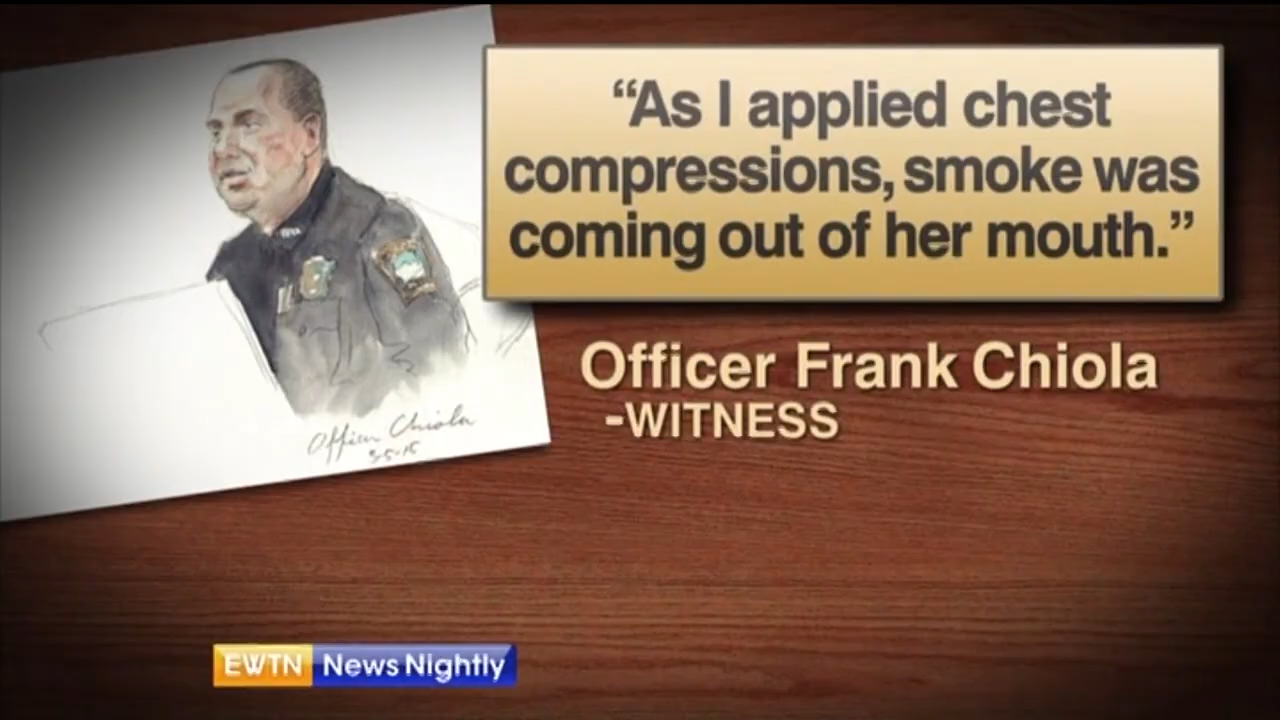 “As I applied chest
compressions, smoke was
coming out of her mouth.”
Officer Frank Chiola
-WITNESS
Officer Chiola
3-5-15
EWTN News Nightly